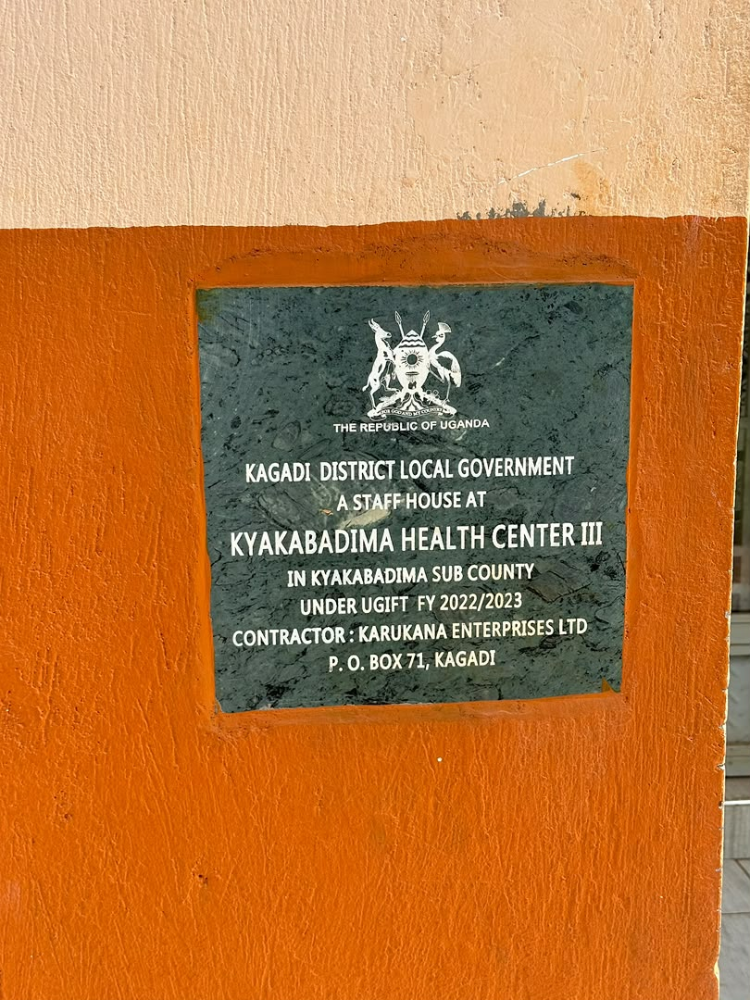 FOR GOD AND MY COUNTRY
THE REPUBLIC OF UGANDA
KAGADI DISTRICT LOCAL GOVERNMENT
A STAFF HOUSE AT
KYAKABADIMA HEALTH CENTER III
IN KYAKABADIMA SUB COUNTY
UNDER UGIFT FY 2022/2023
CONTRACTOR : KARUKANA ENTERPRISES LTD
P. O. BOX 71, KAGADI